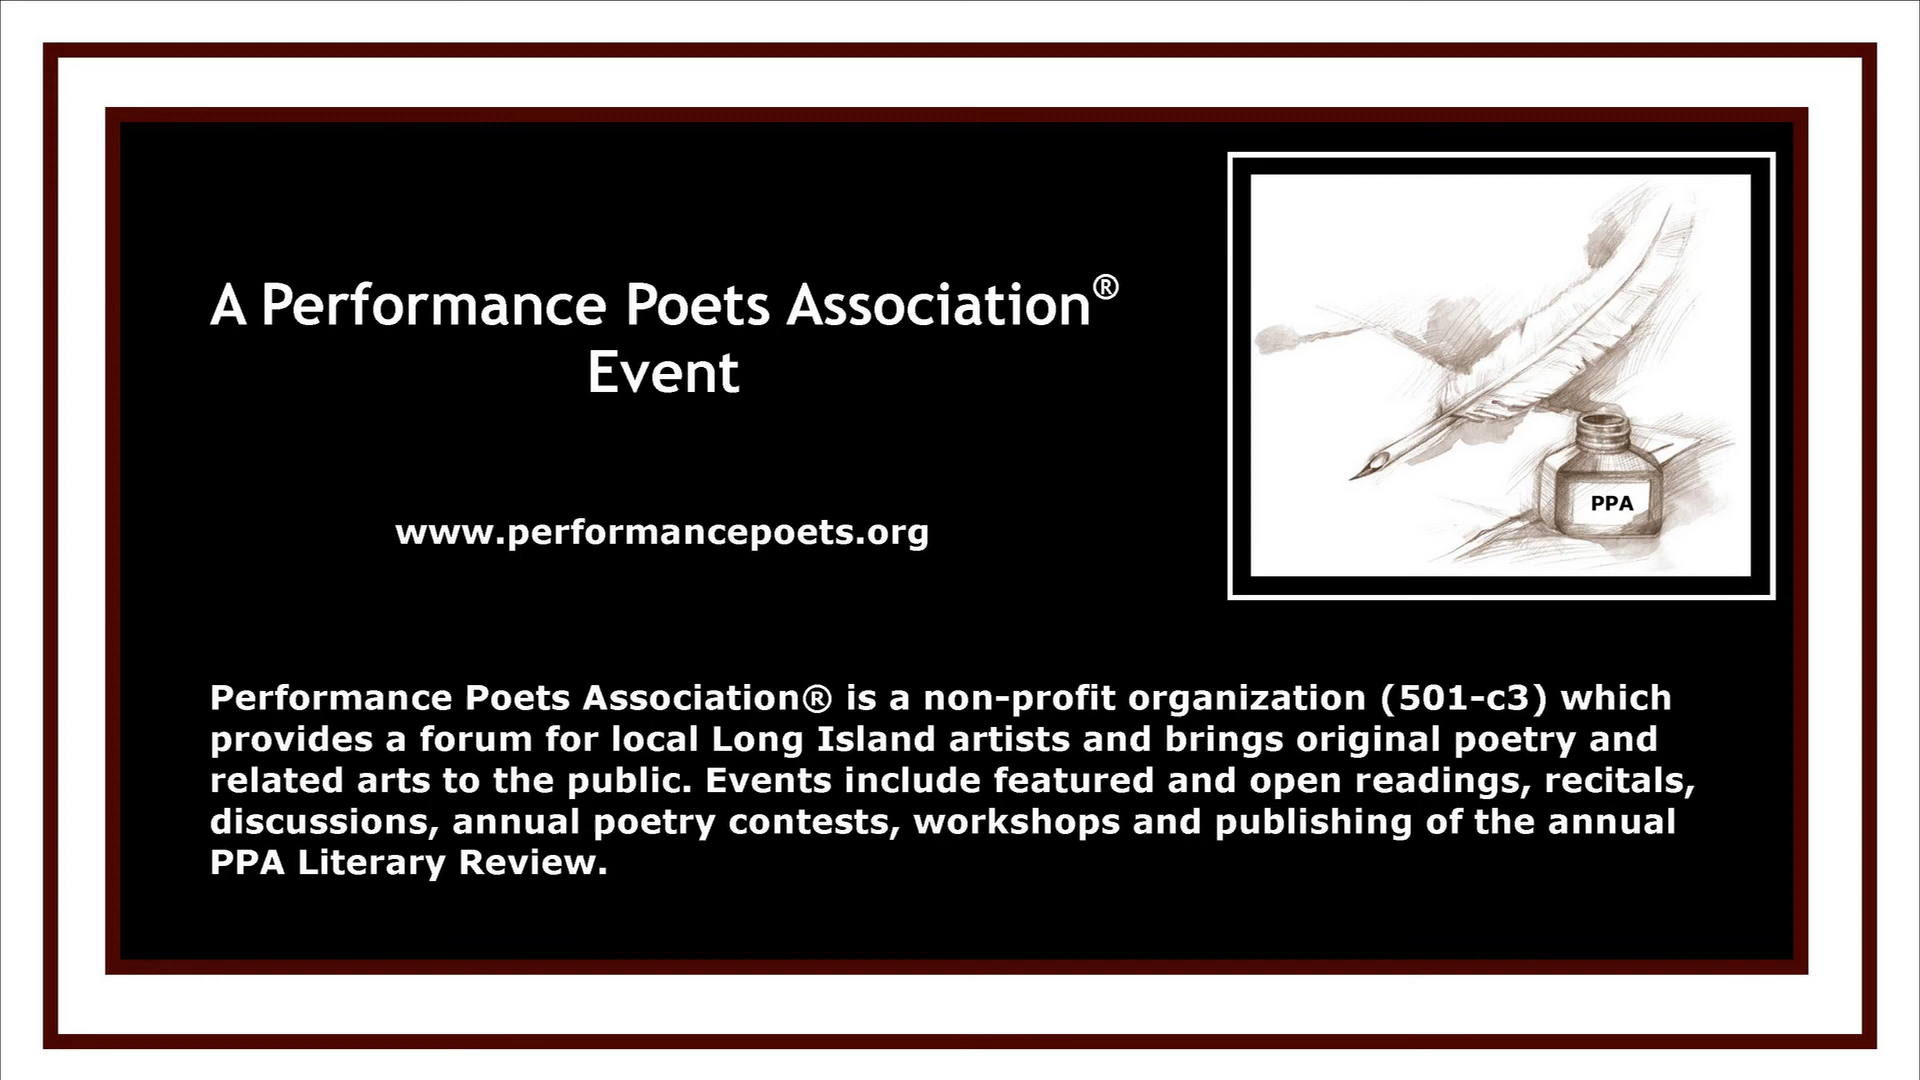 A Performance Poets Association®
Event
www.performancepoets.org
PPA
Performance Poets Association® is a non-profit organization (501-c3) which
provides a forum for local Long Island artists and brings original poetry and
related arts to the public. Events include featured and open readings, recitals,
discussions, annual poetry contests, workshops and publishing of the annual
PPA Literary Review.